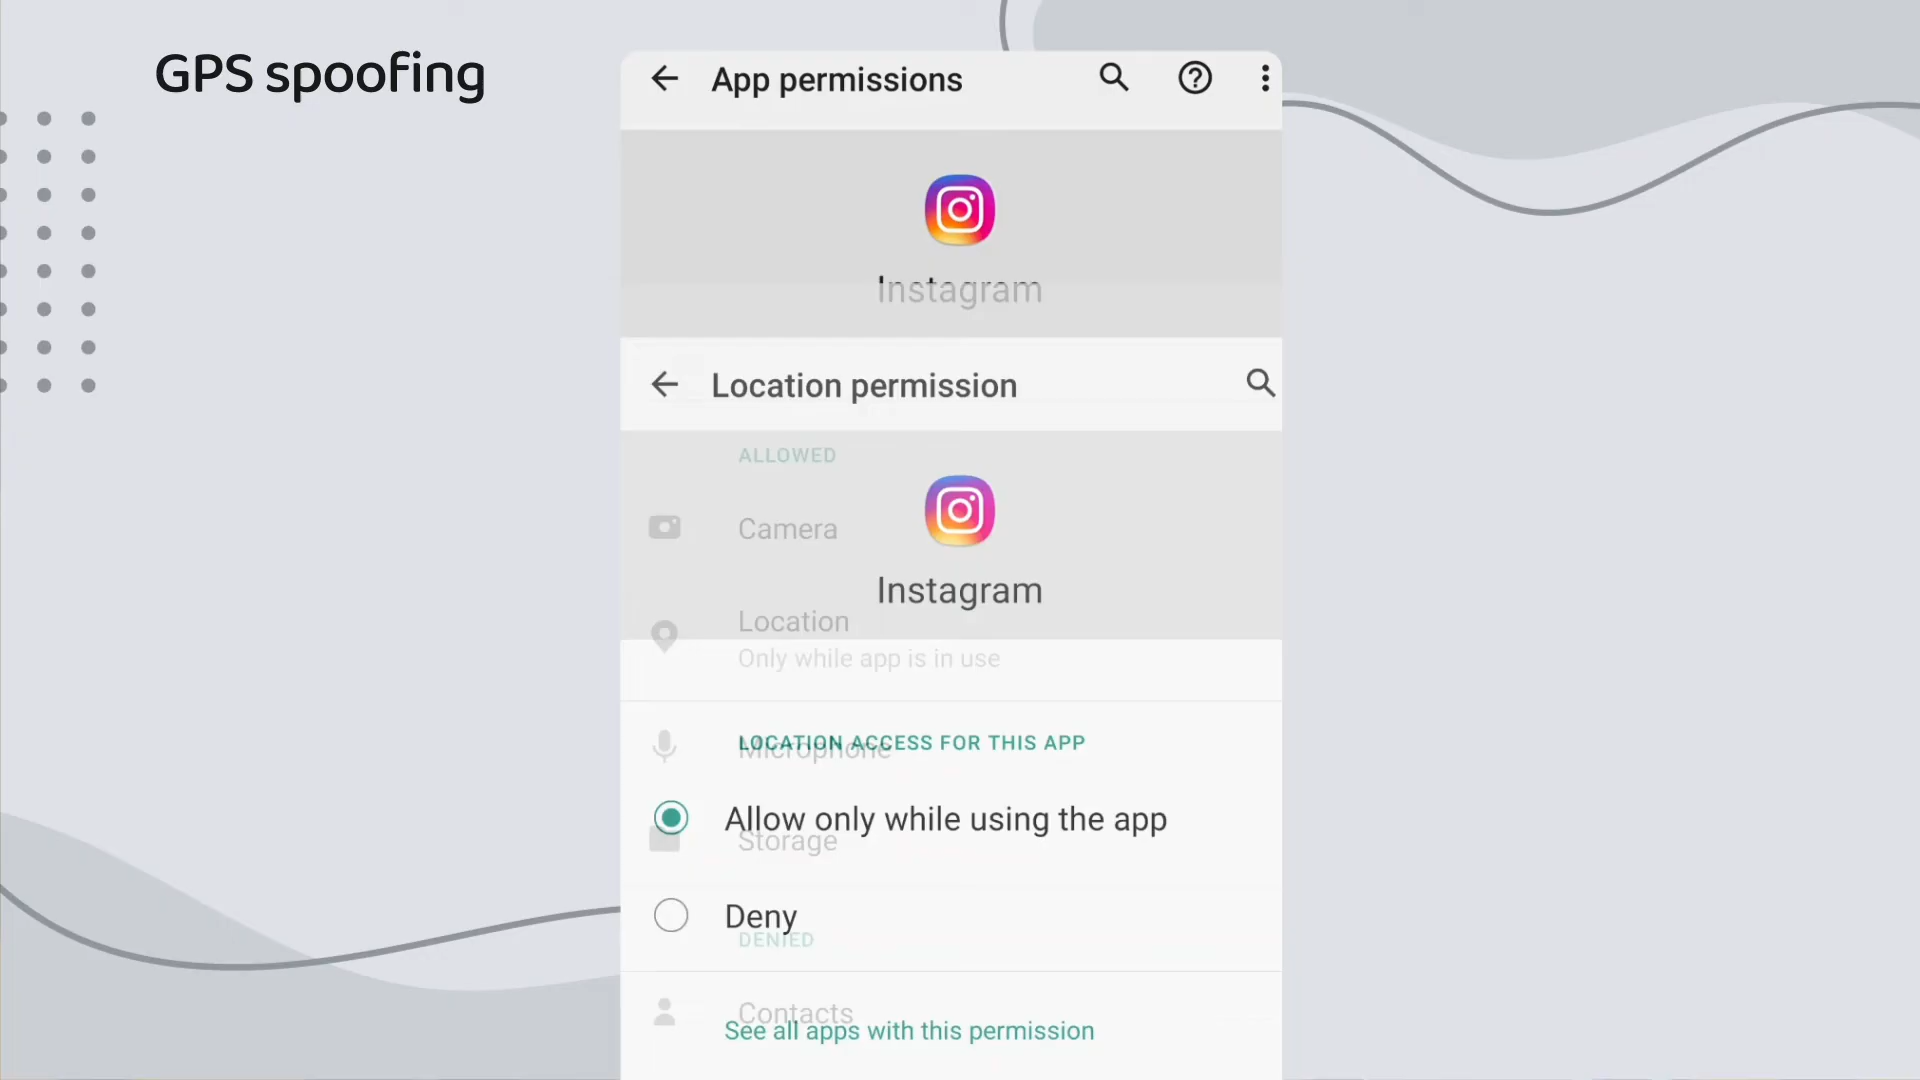 GPS spoofing
App permissions
Instagram
Location permission
ALLOWED
Camera
Instagram
Location
Only while app is in use
LOCATION ACCESS FOR THIS APP
Microphone
Allow only while using the app
Storage
Deny
DENIED
Contacts
See all apps with this permission